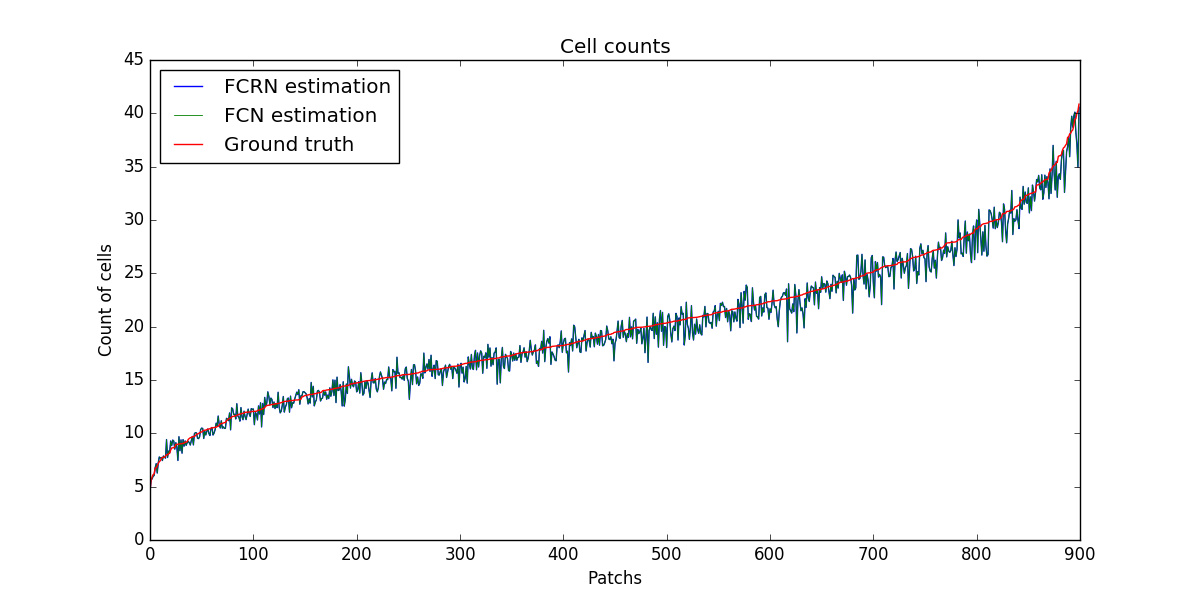 Cell counts
FCRN estimation
FCN estimation
Ground truth
Count of cells
45
40
35
30
25
20
15
10
5
0
0 100 200 300 400 500 600 700 800 900
Patchs